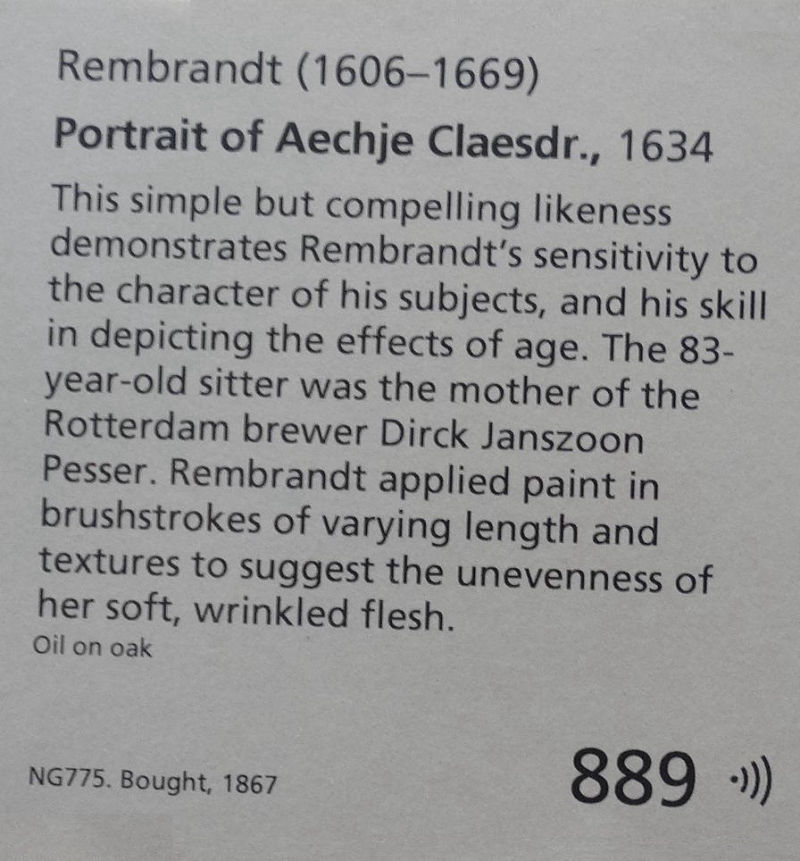 Rembrandt (1606–1669)
Portrait of Aechje Claesdr., 1634
This simple but compelling likeness
demonstrates Rembrandt’s sensitivity to
the character of his subjects, and his skill
in depicting the effects of age. The 83-
year-old sitter was the mother of the
Rotterdam brewer Dirck Janszoon
Pesser. Rembrandt applied paint in
brushstrokes of varying length and
textures to suggest the unevenness of
her soft, wrinkled flesh.
Oil on oak
NG775. Bought, 1867
889